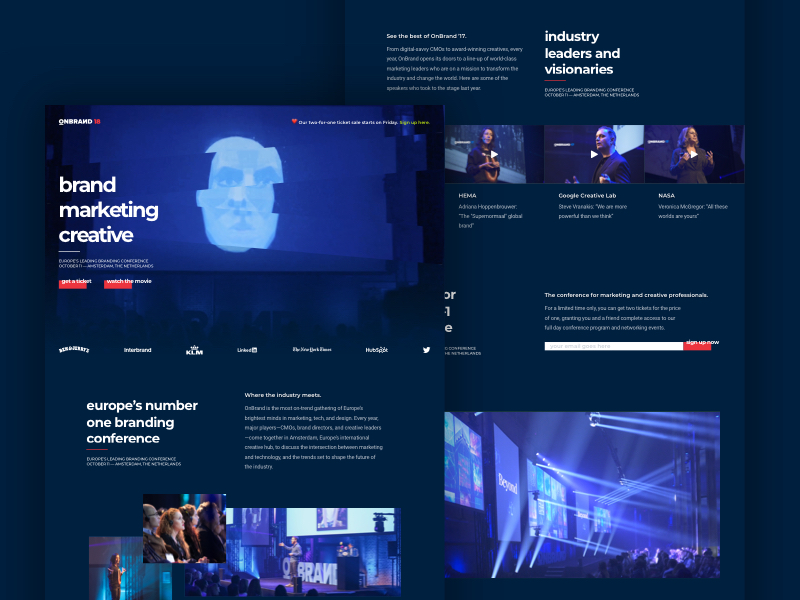 See the best of OnBrand '17.
From digital-savvy CMOs to award-winning creatives, every
year, OnBrand opens its doors to a line-up of world-class
marketing leaders who are on a mission to transform the
industry and change the world. Here are some of the
speakers who took to the stage last year.
industry
leaders and
visionaries
EUROPE'S LEADING BRANDING CONFERENCE
OCTOBER 11 — AMSTERDAM, THE NETHERLANDS
ONBRAND 18
Our two-for-one ticket sale starts on Friday. Sign up here.
brand
marketing
creative
EUROPE'S LEADING BRANDING CONFERENCE
OCTOBER 11 — AMSTERDAM, THE NETHERLANDS
get a ticket
watch the movie
HEMA
Adriana Hoppenbrouwer:
"The "Supernormaal" global
brand"
Google Creative Lab
Steve Vranakis: "We are more
powerful than we think"
NASA
Veronica McGregor: "All these
worlds are yours"
or
1
e
G CONFERENCE
THE NETHERLANDS
The conference for marketing and creative professionals.
For a limited time only, you can get two tickets for the price
of one, granting you and a friend complete access to our
full day conference program and networking events.
your email goes here
sign up now
BEN & JERRY'S
Interbrand
KLM
Linked in
The New York Times
HubSpot
europe's number
one branding
conference
EUROPE'S LEADING BRANDING CONFERENCE
OCTOBER 11 — AMSTERDAM, THE NETHERLANDS
Where the industry meets.
OnBrand is the most on-trend gathering of Europe's
brightest minds in marketing, tech, and design. Every year,
major players—CMOs, brand directors, and creative leaders
—come together in Amsterdam, Europe's international
creative hub, to discuss the intersection between marketing
and technology, and the trends set to shape the future of
the industry.
Beyond
ONBRAND